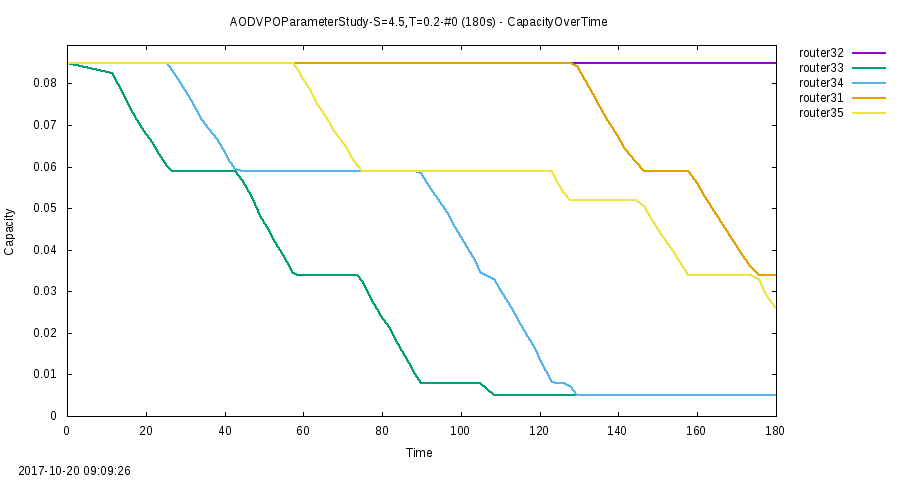 AODVPOParameterStudy-S=4.5,T=0.2-#0 (180s) - CapacityOverTime
router32
router33
router34
router31
router35
0.08
0.07
0.06
0.05
0.04
0.03
0.02
0.01
0
Capacity
0 20 40 60 80 100 120 140 160 180
Time
2017-10-20 09:09:26